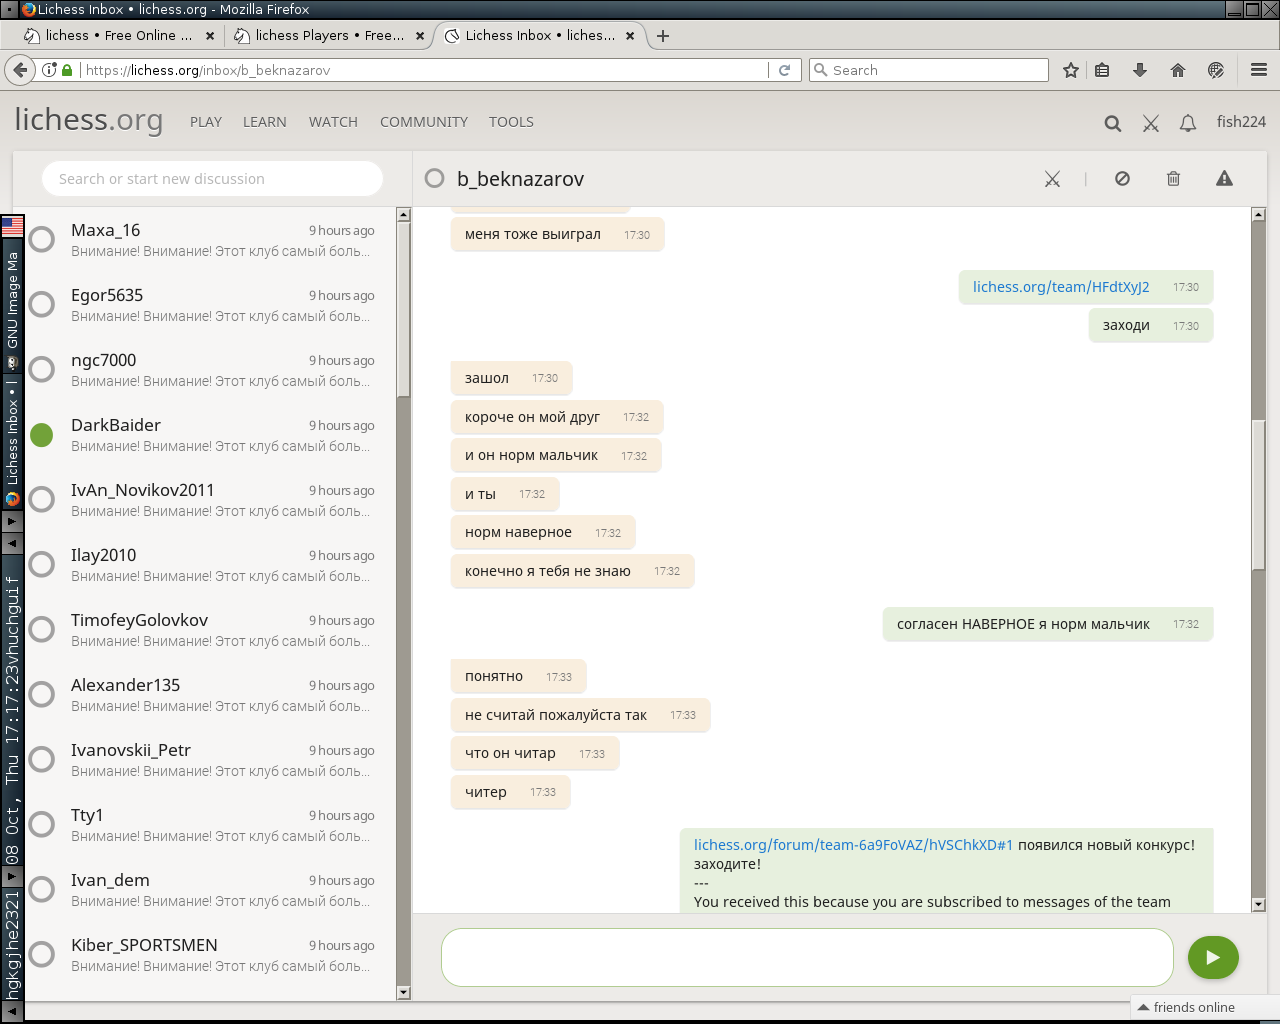 Lichess Inbox • lichess.org - Mozilla Firefox
lichess • Free Online ...
lichess Players • Free...
Lichess Inbox • liches...
https://lichess.org/inbox/b_beknazarov
Search
lichess.org
PLAY
LEARN
WATCH
COMMUNITY
TOOLS
fish224
Search or start new discussion
b_beknazarov
Maxa_16 9 hours ago
Внимание! Внимание! Этот клуб самый боль...
Egor5635 9 hours ago
Внимание! Внимание! Этот клуб самый боль...
ngc7000 9 hours ago
Внимание! Внимание! Этот клуб самый боль...
DarkBaider 9 hours ago
Внимание! Внимание! Этот клуб самый боль...
IvAn_Novikov2011 9 hours ago
Внимание! Внимание! Этот клуб самый боль...
Ilay2010 9 hours ago
Внимание! Внимание! Этот клуб самый боль...
TimofeyGolovkov 9 hours ago
Внимание! Внимание! Этот клуб самый боль...
Alexander135 9 hours ago
Внимание! Внимание! Этот клуб самый боль...
Ivanovskii_Petr 9 hours ago
Внимание! Внимание! Этот клуб самый боль...
Tty1 9 hours ago
Внимание! Внимание! Этот клуб самый боль...
Ivan_dem 9 hours ago
Внимание! Внимание! Этот клуб самый боль...
Kiber_SPORTSMEN 9 hours ago
Внимание! Внимание! Этот клуб самый боль...
меня тоже выиграл 17:30
lichess.org/team/HFdtXyJ2 17:30
заходи 17:30
зашол 17:30
короче он мой друг 17:32
и он норм мальчик 17:32
и ты 17:32
норм наверное 17:32
конечно я тебя не знаю 17:32
согласен НАВЕРНОЕ я норм мальчик 17:32
понятно 17:33
не считай пожалуйста так 17:33
что он читар 17:33
читер 17:33
lichess.org/forum/team-6a9FoVAZ/hVSChkXD#1 появился новый конкурс!
заходите!
---
You received this because you are subscribed to messages of the team
friends online
GNU Image Ma
Lichess Inbox • l
08 Oct, Thu 17:17:23vhuchguif
hgkgjhe2321